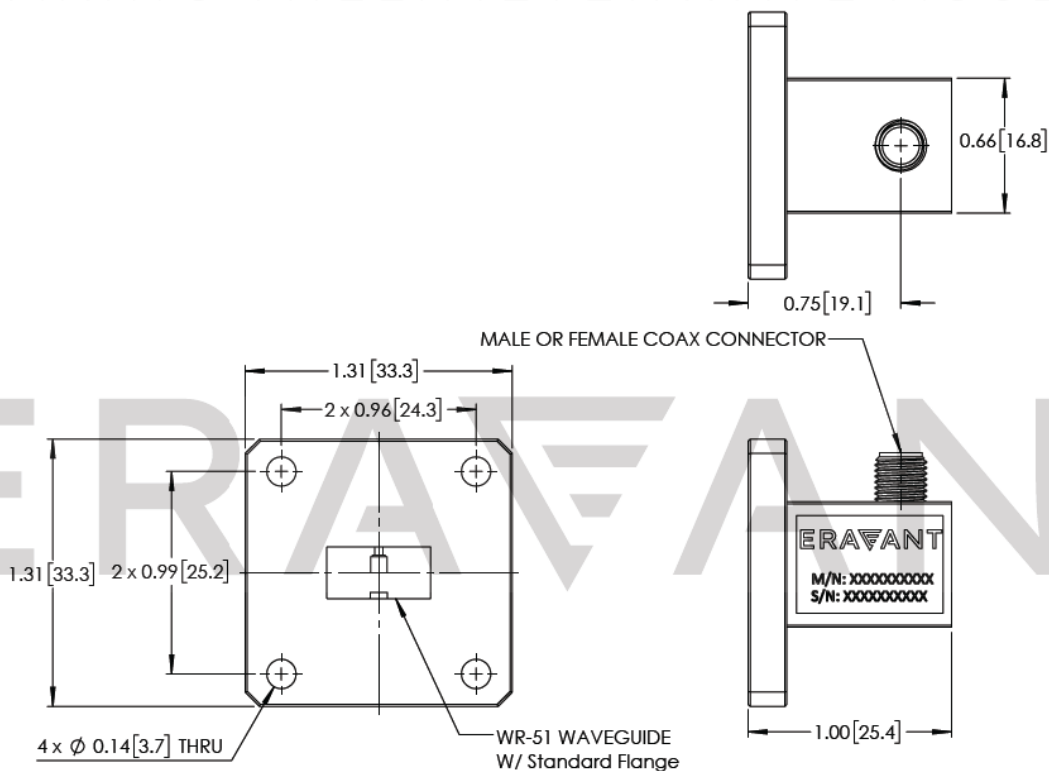 0.66[16.8]
0.75[19.1]
MALE OR FEMALE COAX CONNECTOR
1.31[33.3]
2 x 0.96[24.3]
1.31[33.3]
2 x 0.99[25.2]
4 x ϕ 0.14[3.7] THRU
WR-51 WAVEGUIDE
W/ Standard Flange
ERAVANT
M/N: XXXXXXXXXX
S/N: XXXXXXXXXX
1.00[25.4]
ERAVAN